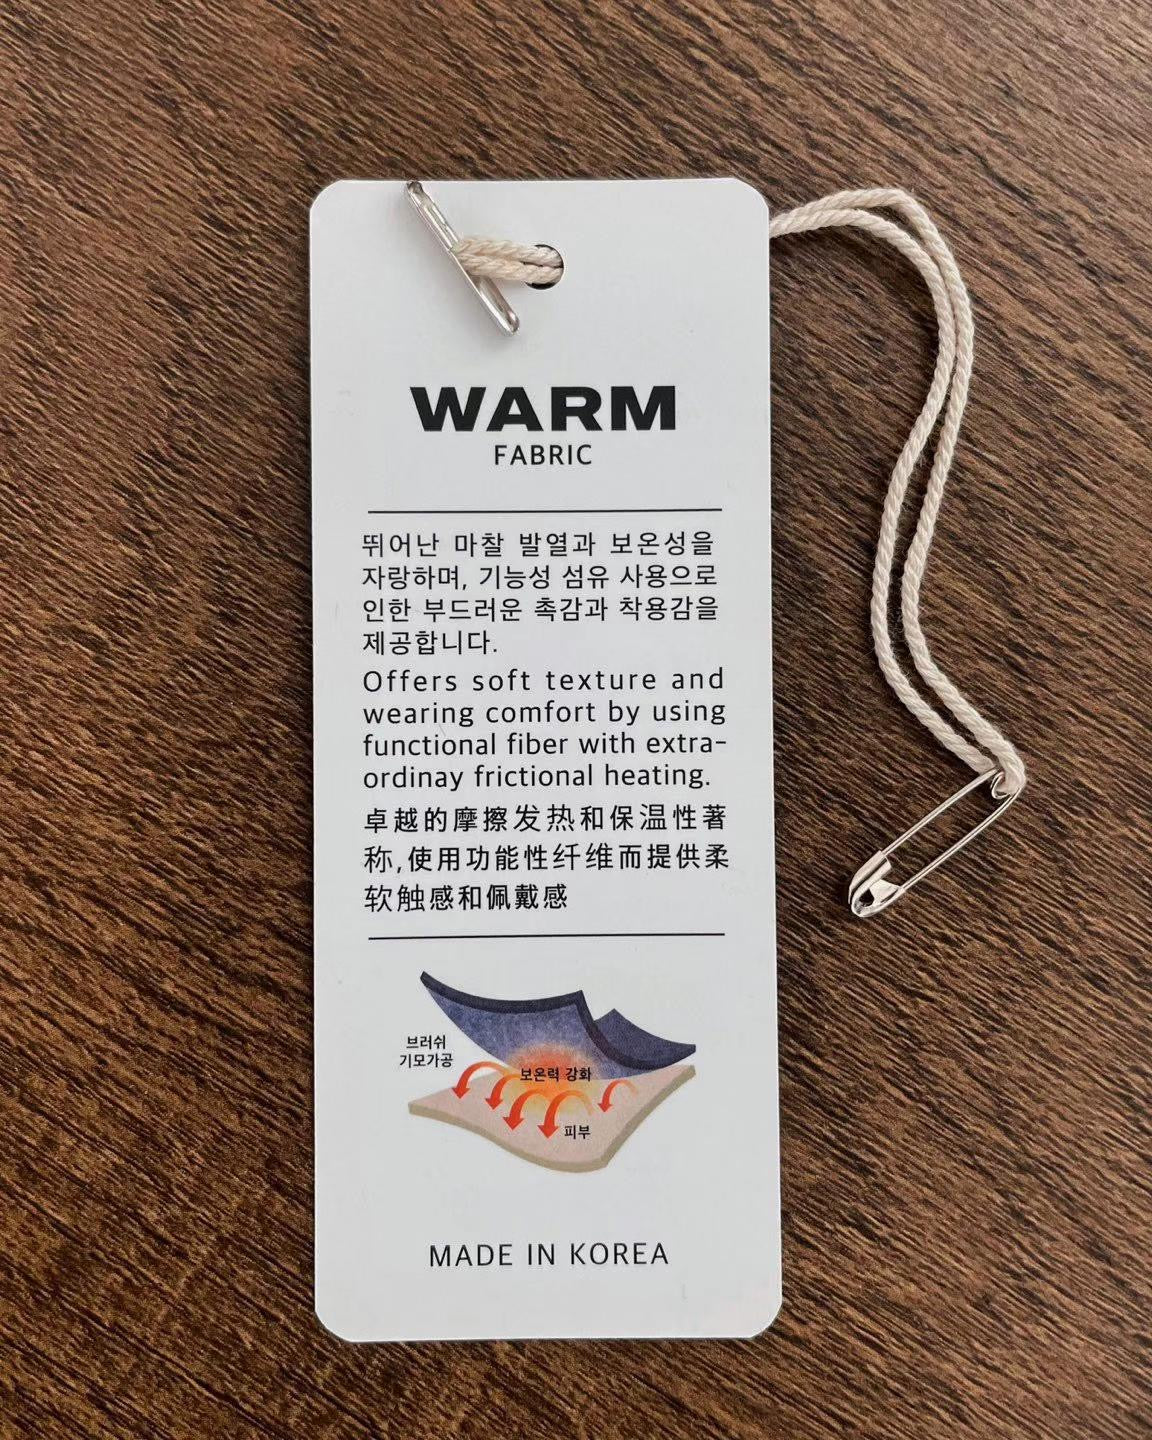 WARM
FABRIC
뛰어난 마찰 발열과 보온성을
자랑하며, 기능성 섬유 사용으로
인한 부드러운 촉감과 착용감을
제공합니다.
Offers soft texture and
wearing comfort by using
functional fiber with extra-
ordinay frictional heating.
卓越的摩擦发热和保温性著
称,使用功能性纤维而提供柔
软触感和佩戴感
브러쉬
기모가공
보온력 강화
피부
MADE IN KOREA